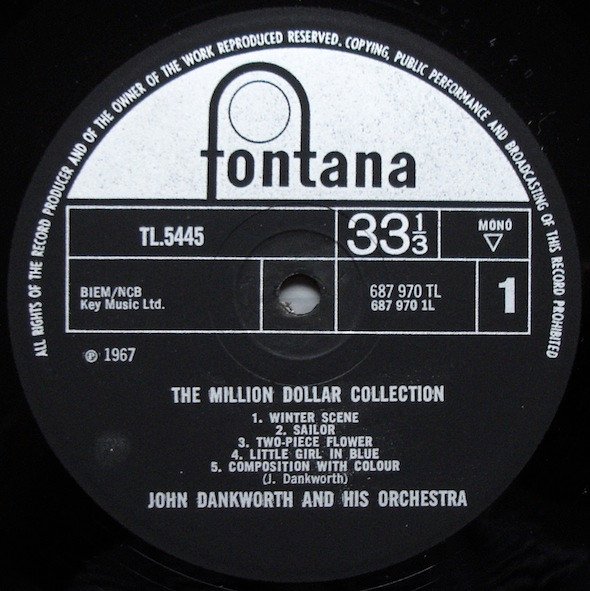 ALL RIGHTS OF THE RECORD PRODUCER AND OF THE OWNER OF THE WORK REPRODUCED RESERVED. COPYING, PUBLIC PERFORMANCE AND BROADCASTING OF THIS RECORD PROHIBITED
fontana
TL.5445
33 1/3
MONO
BIEM/NCB
Key Music Ltd.
687 970 TL
687 970 1L
1
℗ 1967
THE MILLION DOLLAR COLLECTION
1. WINTER SCENE
2. SAILOR
3. TWO-PIECE FLOWER
4. LITTLE GIRL IN BLUE
5. COMPOSITION WITH COLOUR
(J. Dankworth)
JOHN DANKWORTH AND HIS ORCHESTRA